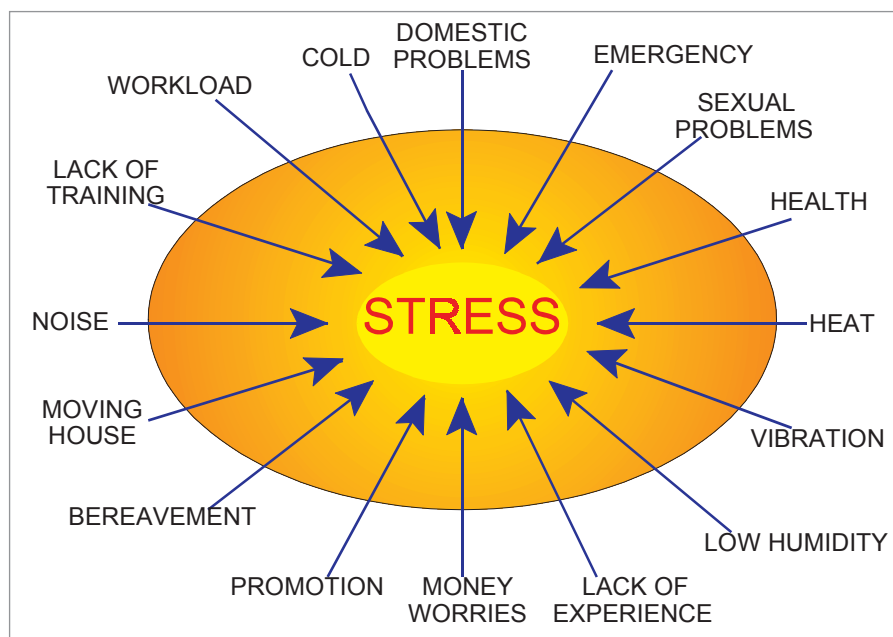 DOMESTIC
PROBLEMS
COLD
EMERGENCY
WORKLOAD
SEXUAL
PROBLEMS
LACK OF
TRAINING
HEALTH
STRESS
NOISE
HEAT
MOVING
HOUSE
VIBRATION
BEREAVEMENT
LOW HUMIDITY
PROMOTION
MONEY
WORRIES
LACK OF
EXPERIENCE